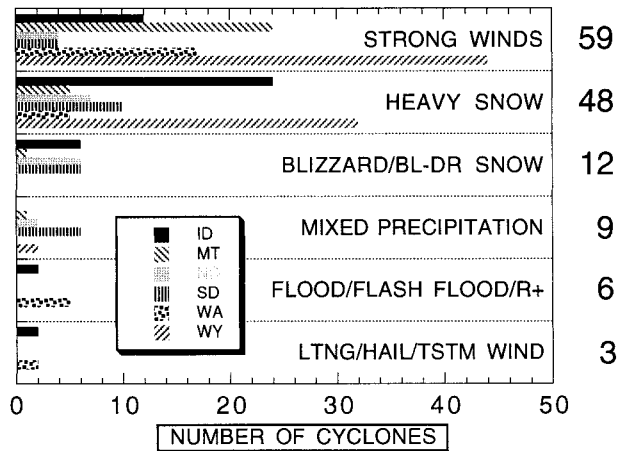 STRONG WINDS 59
HEAVY SNOW 48
BLIZZARD/BL-DR SNOW 12
MIXED PRECIPITATION 9
FLOOD/FLASH FLOOD/R+ 6
LTNG/HAIL/TSTM WIND 3
ID
MT
ND
SD
WA
WY
0 10 20 30 40 50
NUMBER OF CYCLONES